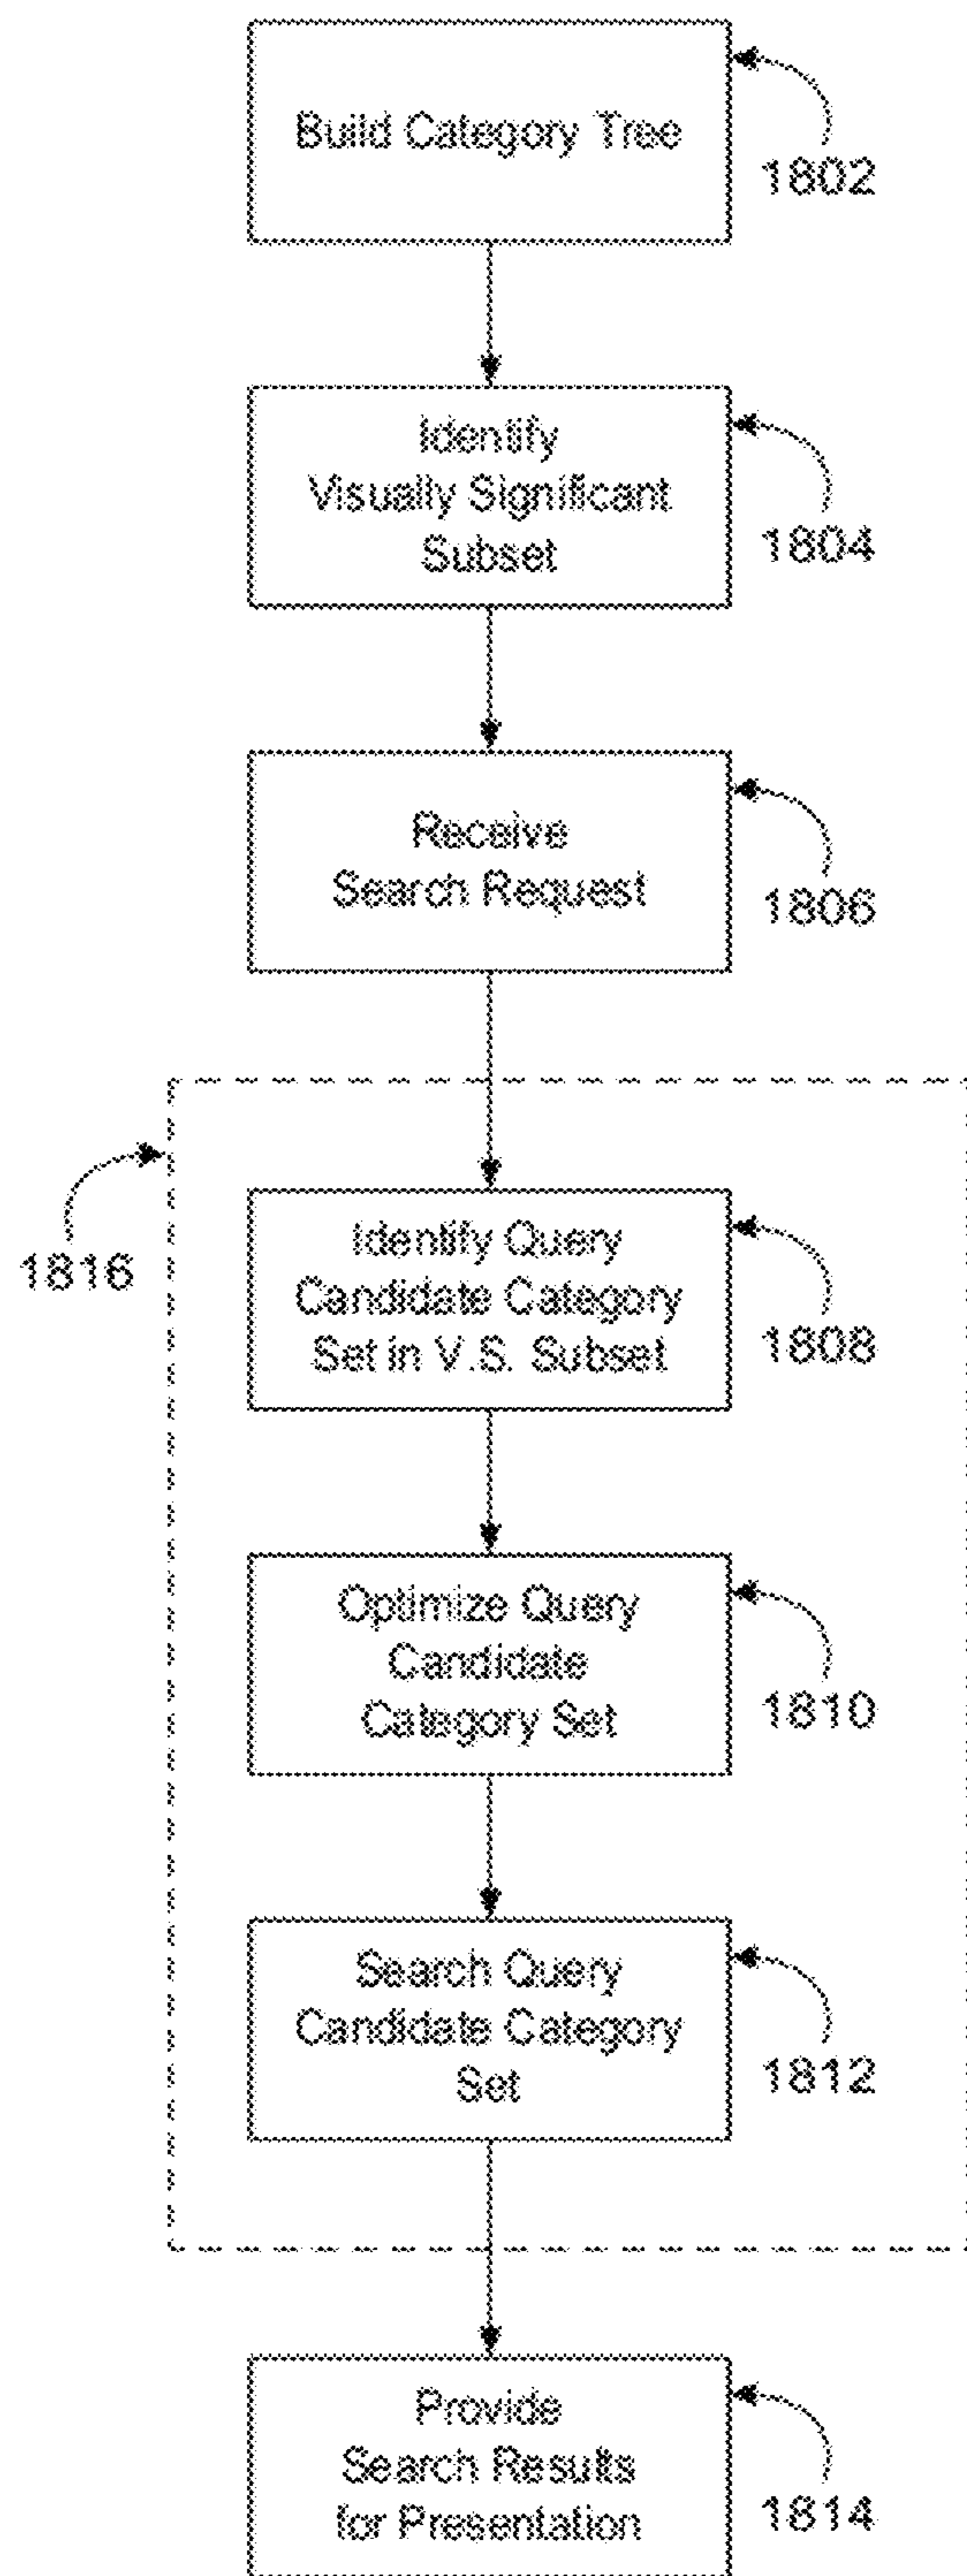 Build Category Tree
1802
Identify
Visually Significant
Subset
1804
Receive
Search Request
1806
1816
Identify Query
Candidate Category
Set in V.S. Subset
1808
Optimize Query
Candidate
Category Set
1810
Search Query
Candidate Category
Set
1812
Provide
Search Results
for Presentation
1814